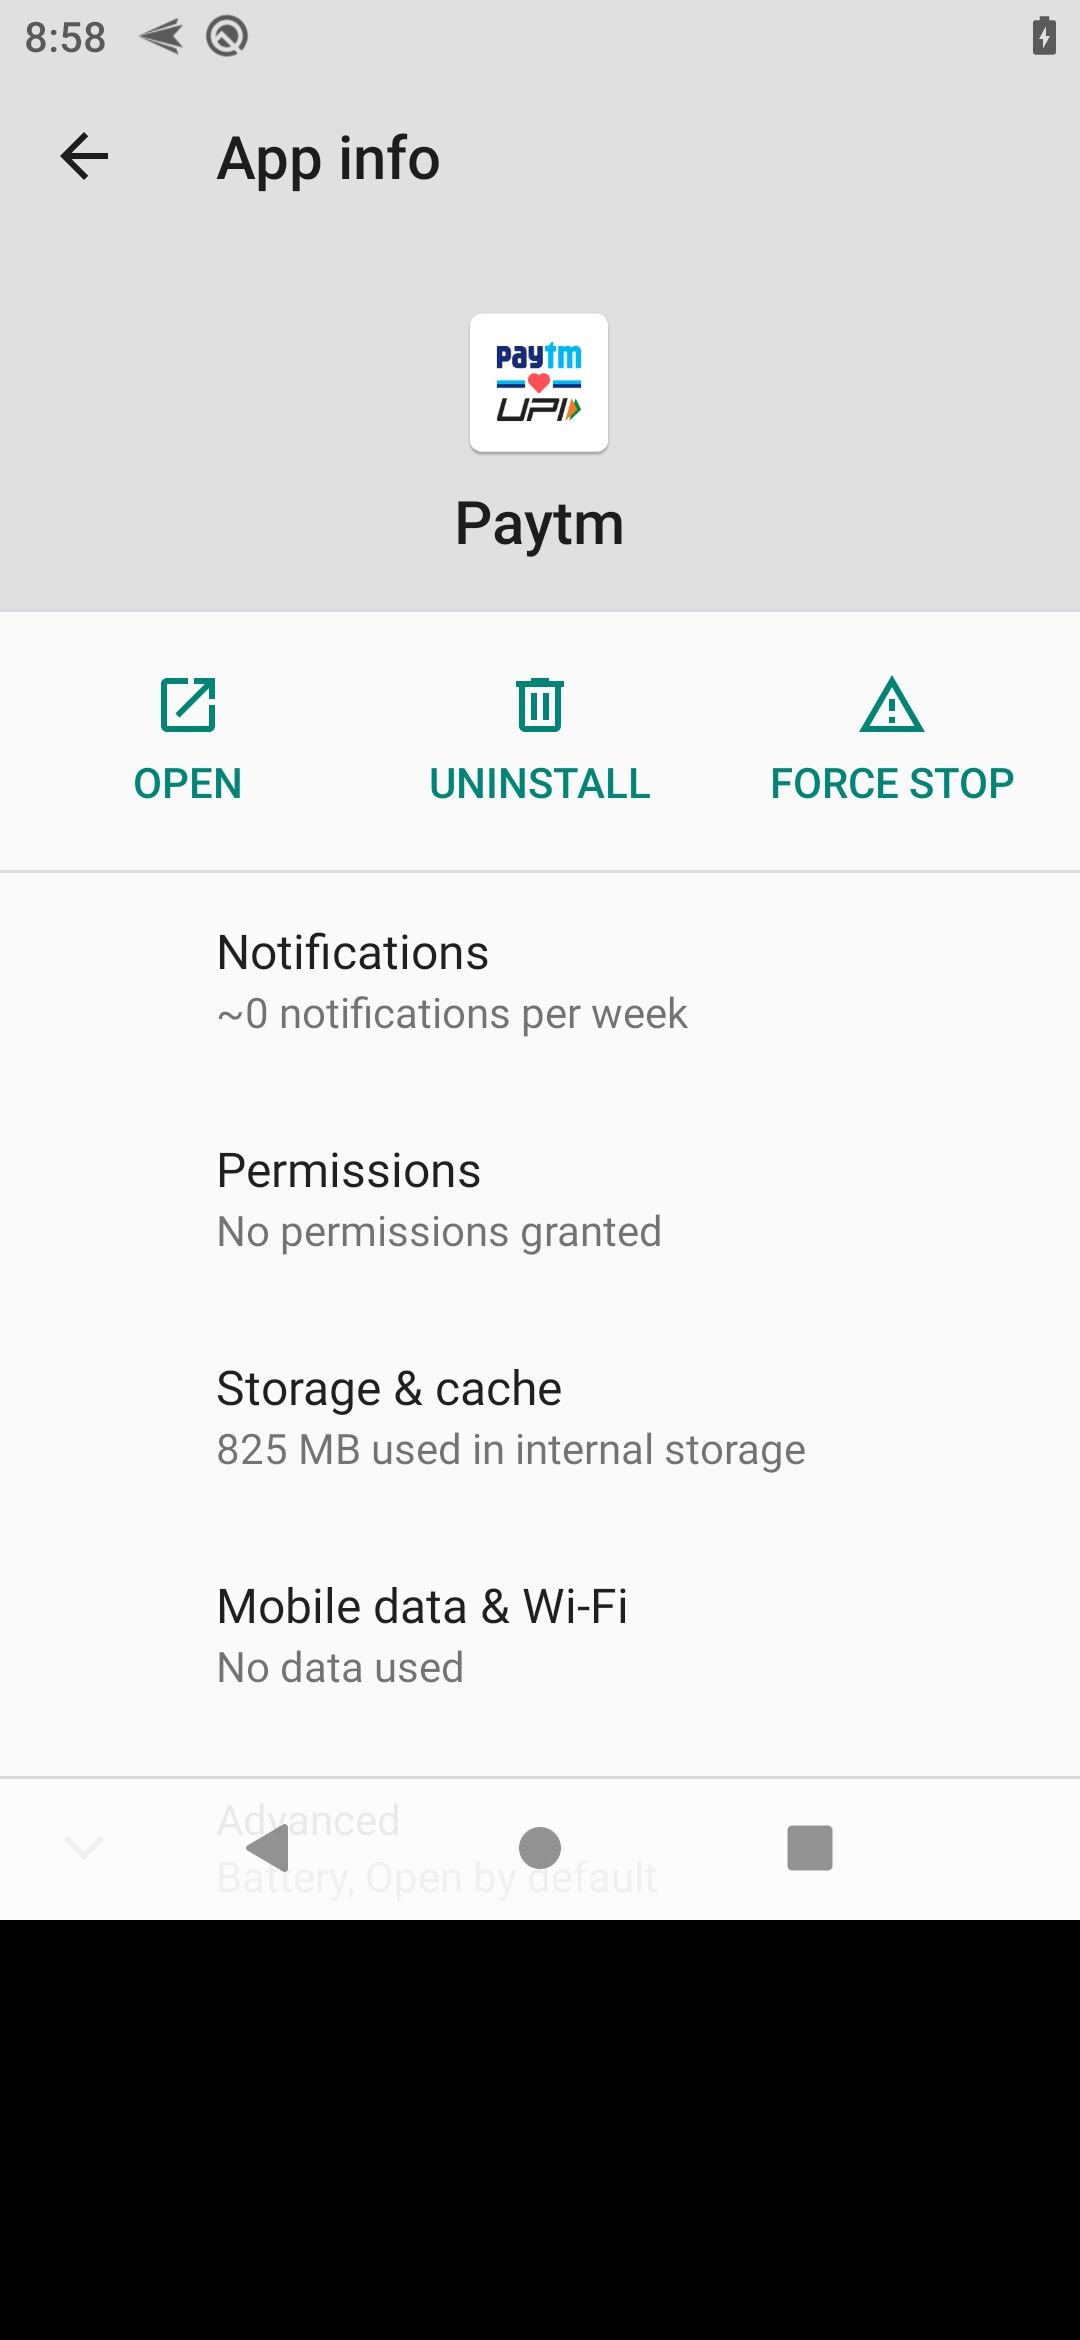 8:58
App info
paytm
UPI
Paytm
OPEN
UNINSTALL
FORCE STOP
Notifications
~0 notifications per week
Permissions
No permissions granted
Storage & cache
825 MB used in internal storage
Mobile data & Wi-Fi
No data used
Advanced
Battery, Open by default